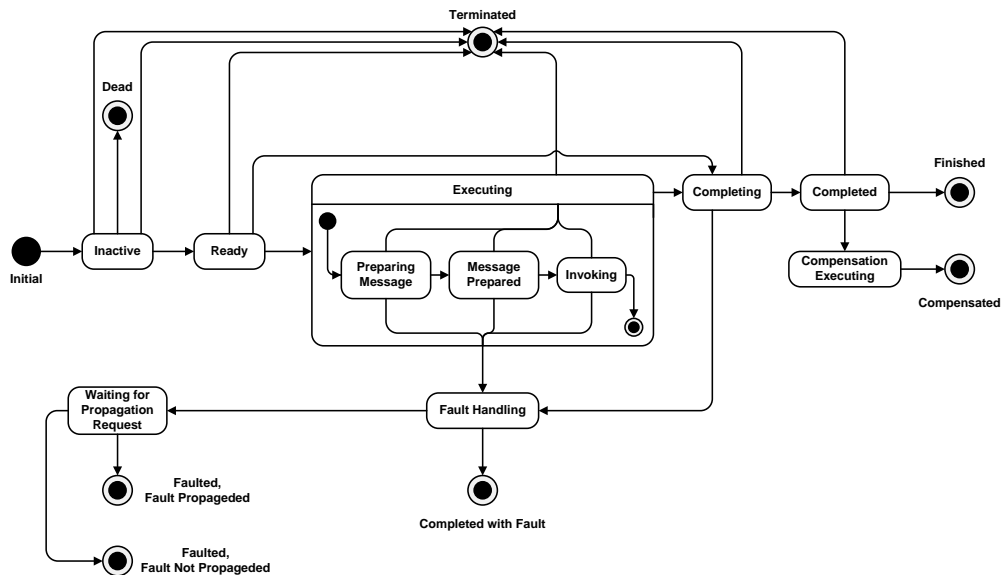 Terminated
Dead
Executing
Completing
Completed
Finished
Initial
Inactive
Ready
Preparing
Message
Message
Prepared
Invoking
Compensation
Executing
Compensated
Waiting for
Propagation
Request
Fault Handling
Faulted,
Fault Propageded
Completed with Fault
Faulted,
Fault Not Propageded